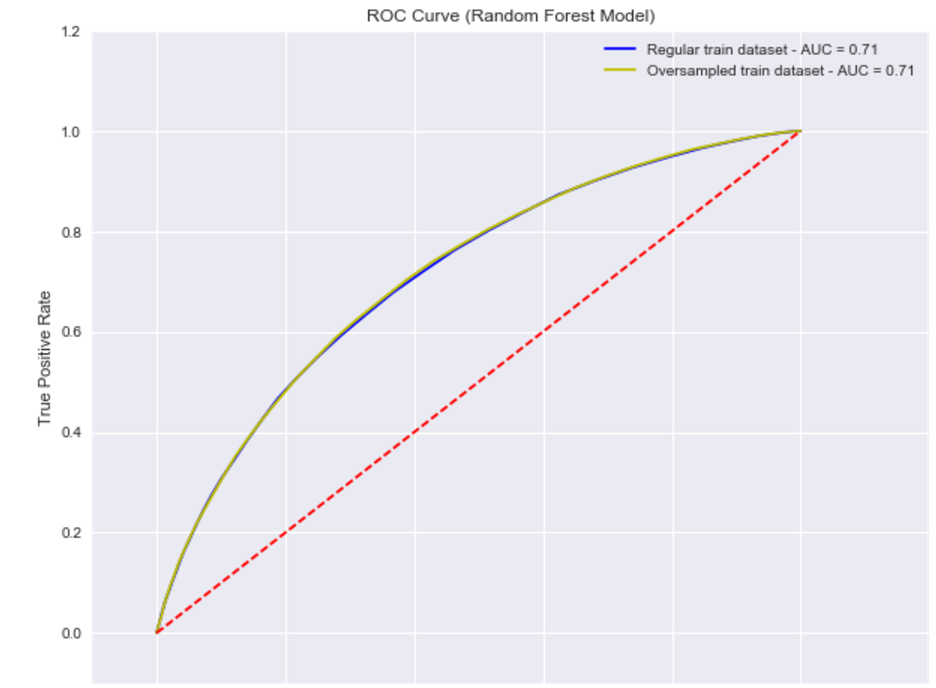 ROC Curve (Random Forest Model)
Regular train dataset - AUC = 0.71
Oversampled train dataset - AUC = 0.71
1.2
1.0
0.8
0.6
0.4
0.2
0.0
True Positive Rate